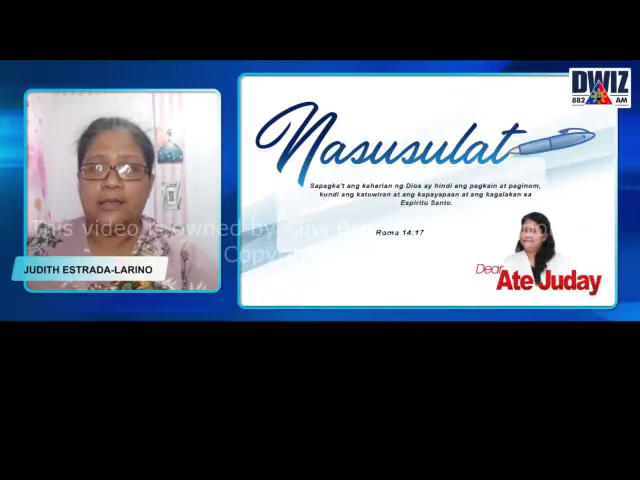 DWIZ
882 AM
Nasusulat
Sapagka't ang kaharian ng Dios ay hindi ang pagkain at paginom,
kundi ang katuwiran at ang kapayapaan at ang kagalakan sa
Espiritu Santo.
Roma 14:17
This video is owned by
JUDITH ESTRADA-LARINO
Dear
Ate Juday